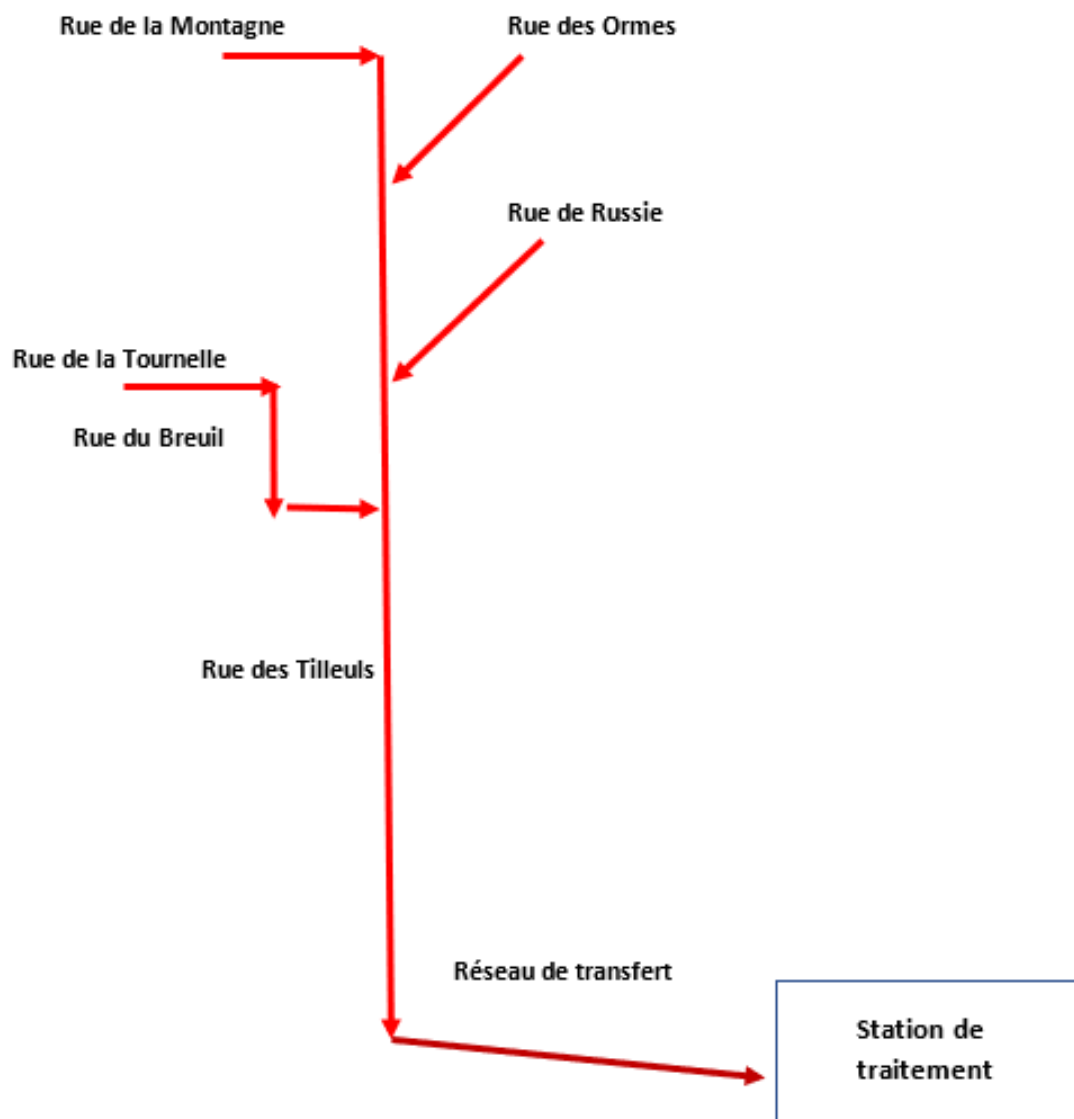 Rue de la Montagne
Rue des Ormes
Rue de Russie
Rue de la Tournelle
Rue du Breuil
Rue des Tilleuls
Réseau de transfert
Station de
traitement